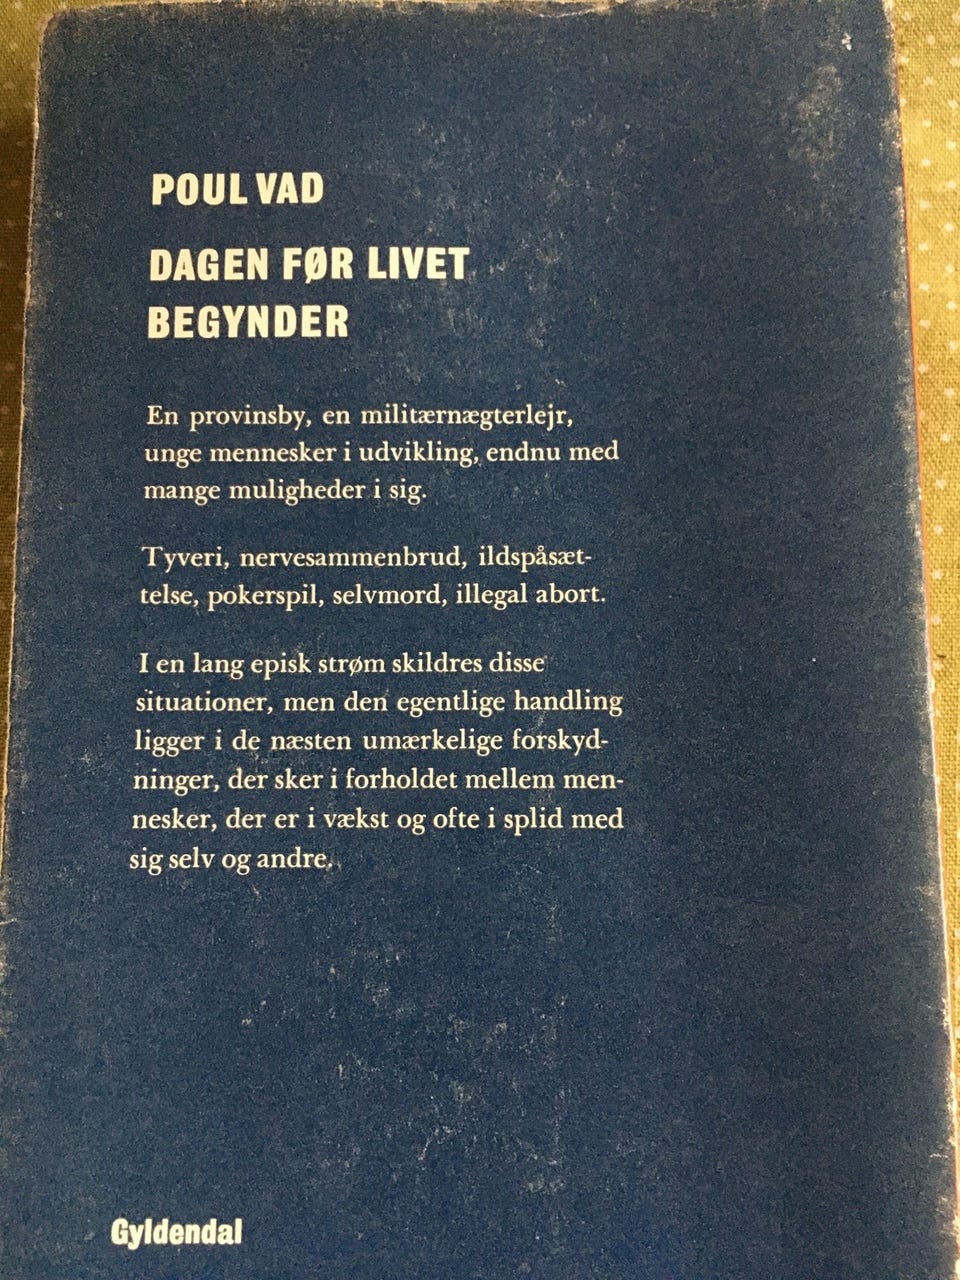 POUL VAD
DAGEN FØR LIVET
BEGYNDER
En provinsby, en militærnægterlejr,
unge mennesker i udvikling, endnu med
mange muligheder i sig.
Tyveri, nervesammenbrud, ildspåsæt-
telse, pokerspil, selvmord, illegal abort.
I en lang episk strøm skildres disse
situationer, men den egentlige handling
ligger i de næsten umærkelige forskyd-
ninger, der sker i forholdet mellem men-
nesker, der er i vækst og ofte i splid med
sig selv og andre.
Gyldendal